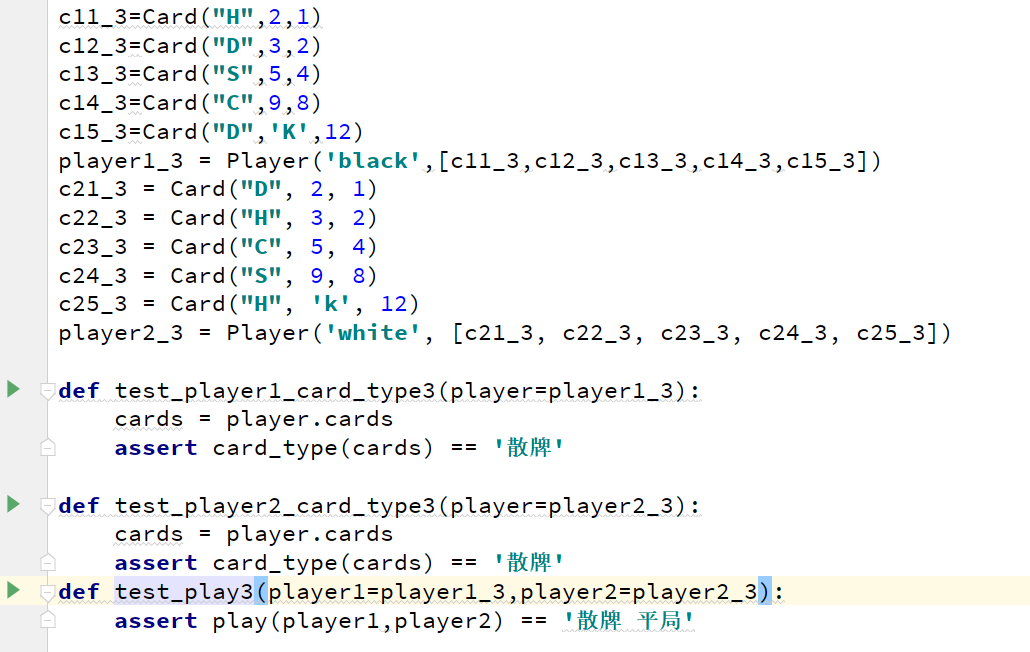 c11_3=Card("H",2,1)
c12_3=Card("D",3,2)
c13_3=Card("S",5,4)
c14_3=Card("C",9,8)
c15_3=Card("D",'K',12)
player1_3 = Player('black',[c11_3,c12_3,c13_3,c14_3,c15_3])
c21_3 = Card("D", 2, 1)
c22_3 = Card("H", 3, 2)
c23_3 = Card("C", 5, 4)
c24_3 = Card("S", 9, 8)
c25_3 = Card("H", 'k', 12)
player2_3 = Player('white', [c21_3, c22_3, c23_3, c24_3, c25_3])
def test_player1_card_type3(player=player1_3):
    cards = player.cards
    assert card_type(cards) == '散牌'
def test_player2_card_type3(player=player2_3):
    cards = player.cards
    assert card_type(cards) == '散牌'
def test_play3(player1=player1_3,player2=player2_3):
    assert play(player1,player2) == '散牌 平局'